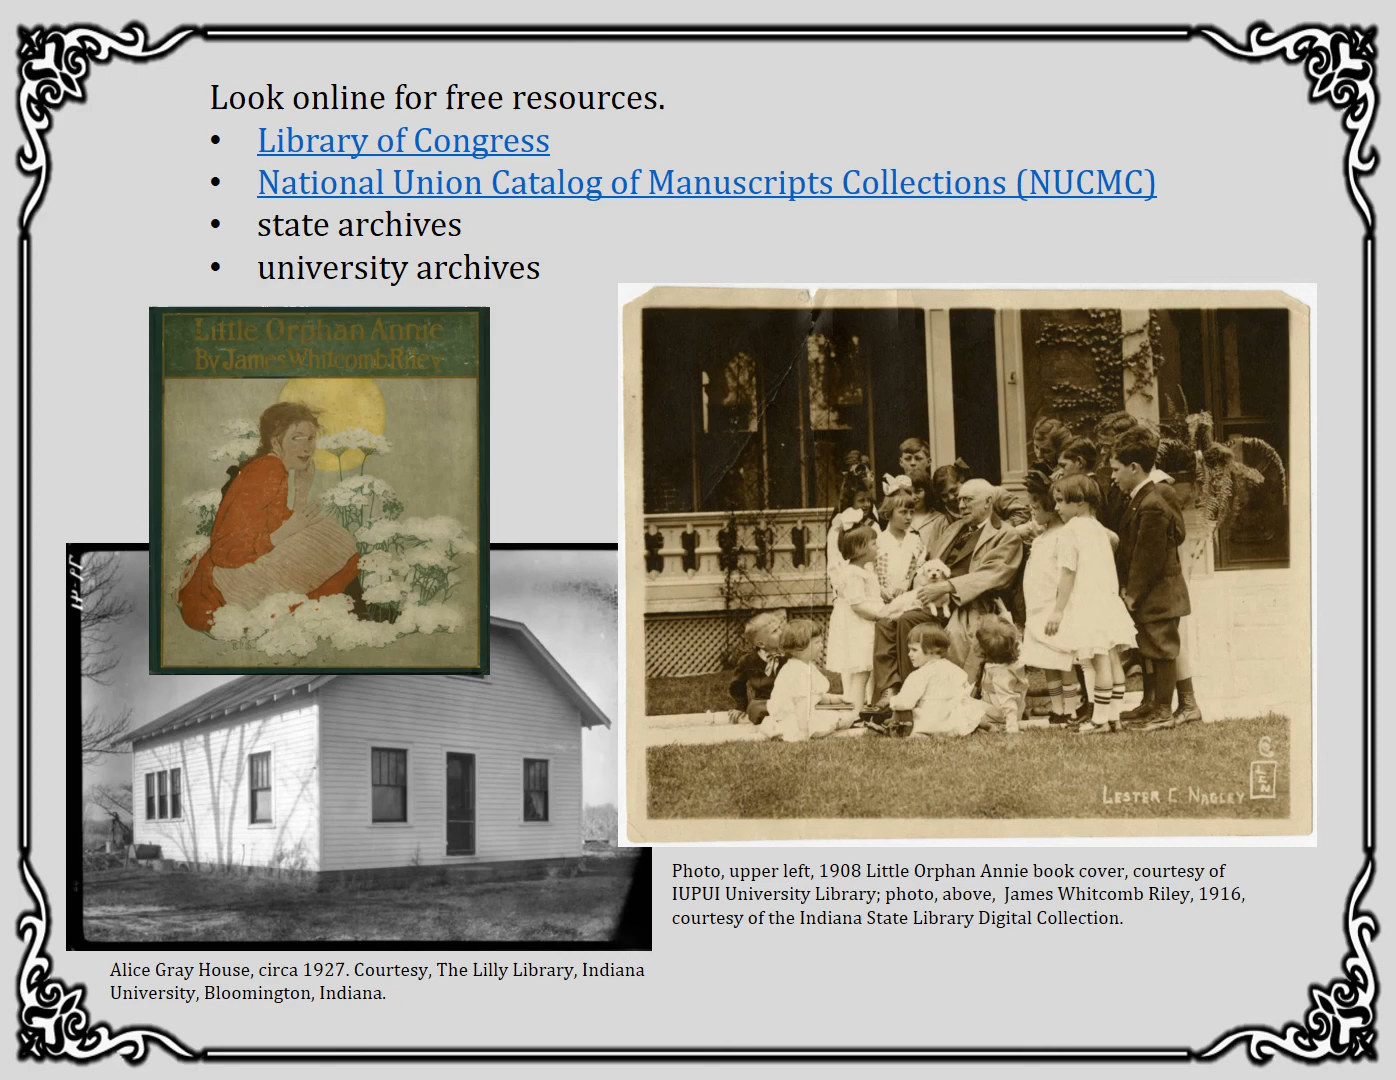 Look online for free resources.
• Library of Congress
• National Union Catalog of Manuscripts Collections (NUCMC)
• state archives
• university archives
Little Orphan Annie
By James Whitcomb Riley
LESTER C. NAGLEY
LEN
Photo, upper left, 1908 Little Orphan Annie book cover, courtesy of
IUPUI University Library; photo, above,  James Whitcomb Riley, 1916,
courtesy of the Indiana State Library Digital Collection.
Alice Gray House, circa 1927. Courtesy, The Lilly Library, Indiana
University, Bloomington, Indiana.